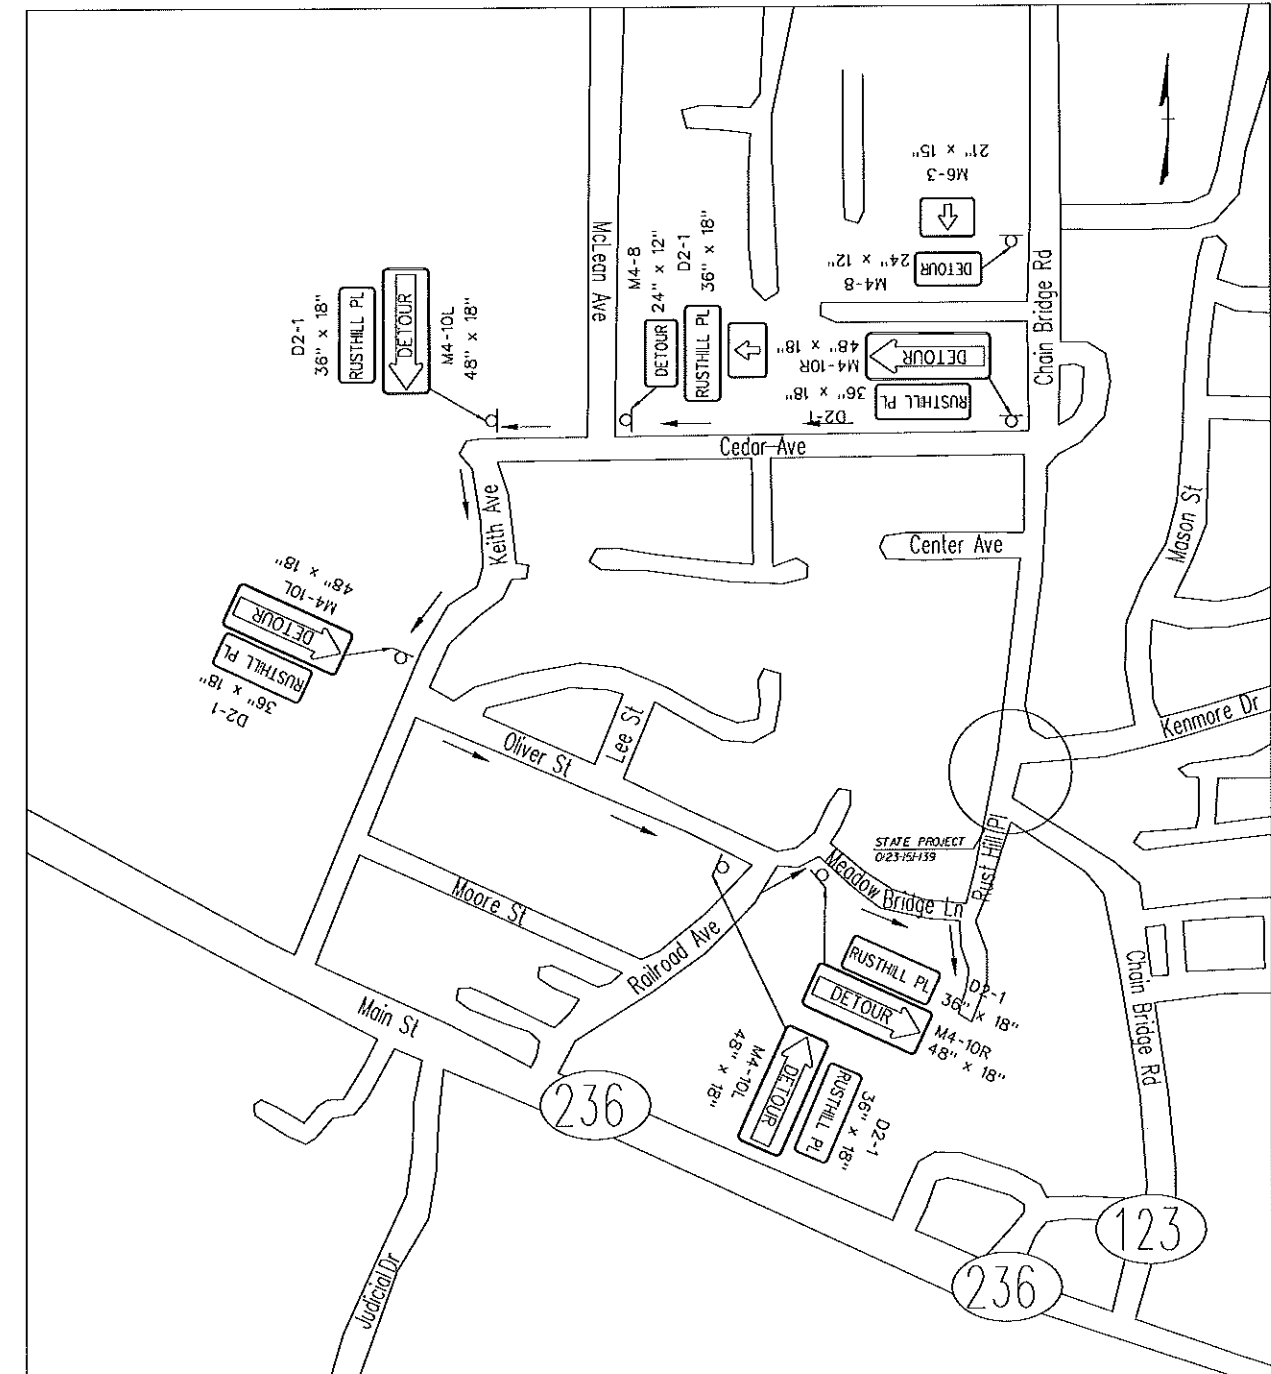 M6-3
21" x 15"
McLean Ave
M4-8
24" x 12"
D2-1
36" x 18"
DETOUR
RUSTHILL PL
DETOUR
M4-8
24" x 12"
Chain Bridge Rd
D2-1
36" x 18"
RUSTHILL PL
DETOUR
M4-10L
48" x 18"
DETOUR
M4-10R
48" x 18"
RUSTHILL PL
D2-1
36" x 18"
Cedar Ave
Keith Ave
Center Ave
Mason St
M4-10L
48" x 18"
DETOUR
RUSTHILL PL
D2-1
36" x 18"
Oliver St
Lee St
Kenmore Dr
STATE PROJECT
0123-151-139
Rust Hill Pl
Meadow Bridge Ln
Moore St
Railroad Ave
RUSTHILL PL
D2-1
36" x 18"
DETOUR
M4-10R
48" x 18"
Chain Bridge Rd
Main St
M4-10L
48" x 18"
DETOUR
RUSTHILL PL
D2-1
36" x 18"
236
Judicial Dr
123
236